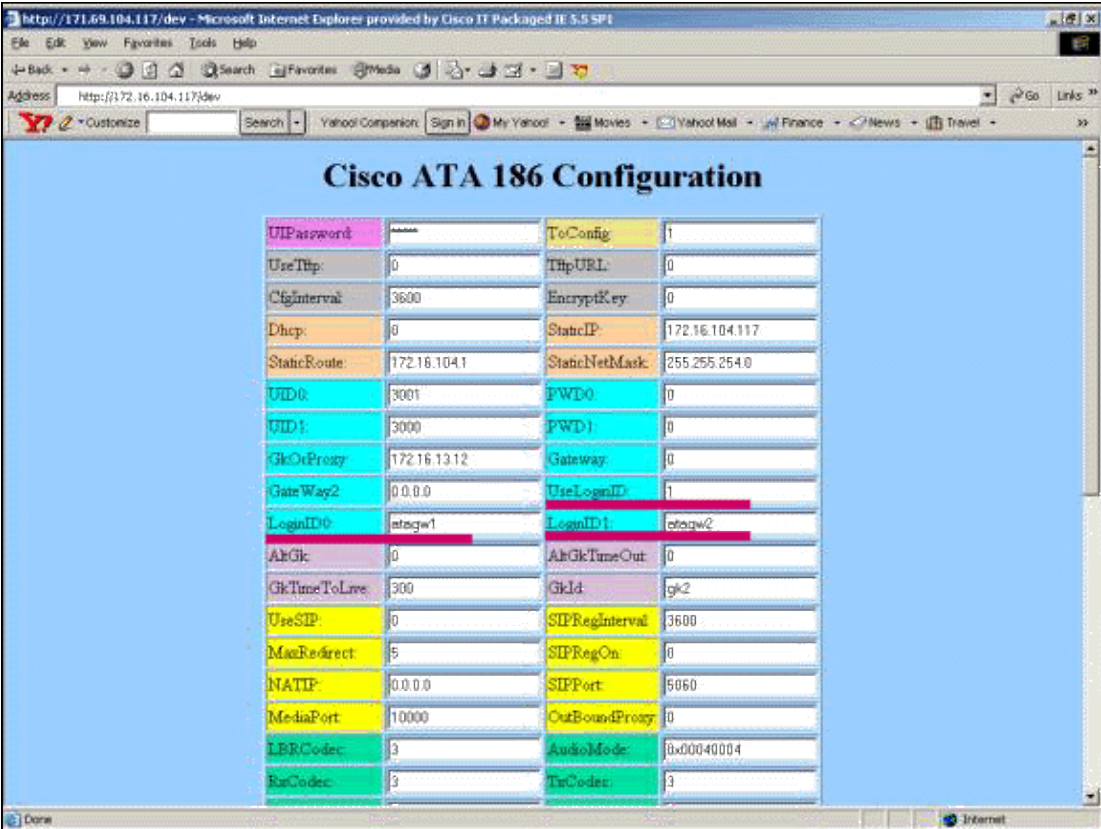 http://171.69.104.117/dev - Microsoft Internet Explorer provided by Cisco IT Packaged IE 5.5 SP1
File Edit View Favorites Tools Help
Back Search Favorites Media
Address http://172.16.104.117/dev Go Links »
Y7 Customize Search Yahoo! Companion: Sign in My Yahoo! Movies Yahoo! Mail Finance News Travel »
Cisco ATA 186 Configuration
UIPassword: ***** ToConfig: 1
UseTftp: 0 TftpURL: 0
CfgInterval: 3600 EncryptKey: 0
Dhcp: 0 StaticIP: 172.16.104.117
StaticRoute: 172.16.104.1 StaticNetMask: 255.255.254.0
UID0: 3001 PWD0: 0
UID1: 3000 PWD1: 0
GkOrProxy: 172.16.13.12 Gateway: 0
GateWay2: 0.0.0.0 UseLoginID: 1
LoginID0: atagw1 LoginID1: atagw2
AltGk: 0 AltGkTimeOut: 0
GkTimeToLive: 300 GkId: gk2
UseSIP: 0 SIPRegInterval: 3600
MaxRedirect: 5 SIPRegOn: 0
NATIP: 0.0.0.0 SIPPort: 5060
MediaPort: 10000 OutBoundProxy: 0
LBRCodec: 3 AudioMode: 0x00040004
RxCodec: 3 TxCodec: 3
Done Internet